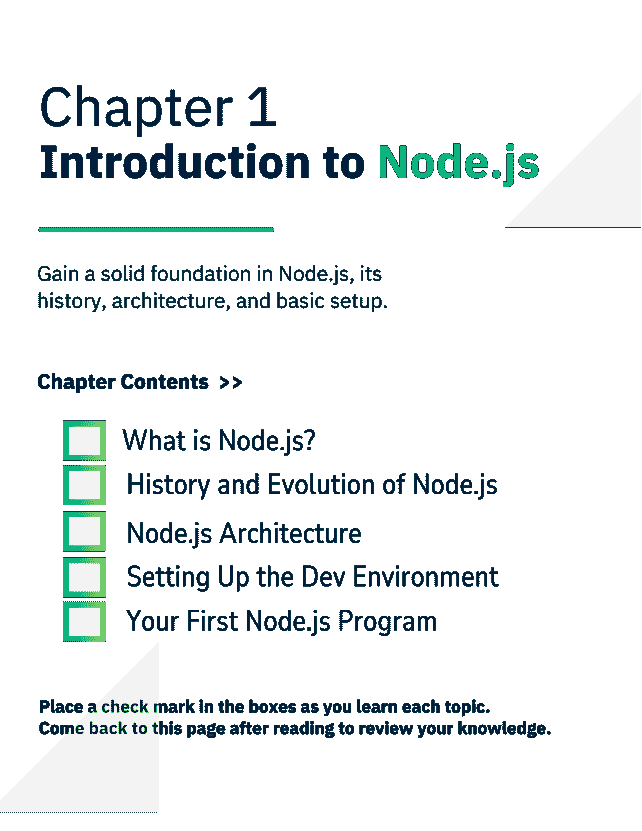 Chapter 1
Introduction to Node.js
Gain a solid foundation in Node.js, its
history, architecture, and basic setup.
Chapter Contents >>
What is Node.js?
History and Evolution of Node.js
Node.js Architecture
Setting Up the Dev Environment
Your First Node.js Program
Place a check mark in the boxes as you learn each topic.
Come back to this page after reading to review your knowledge.